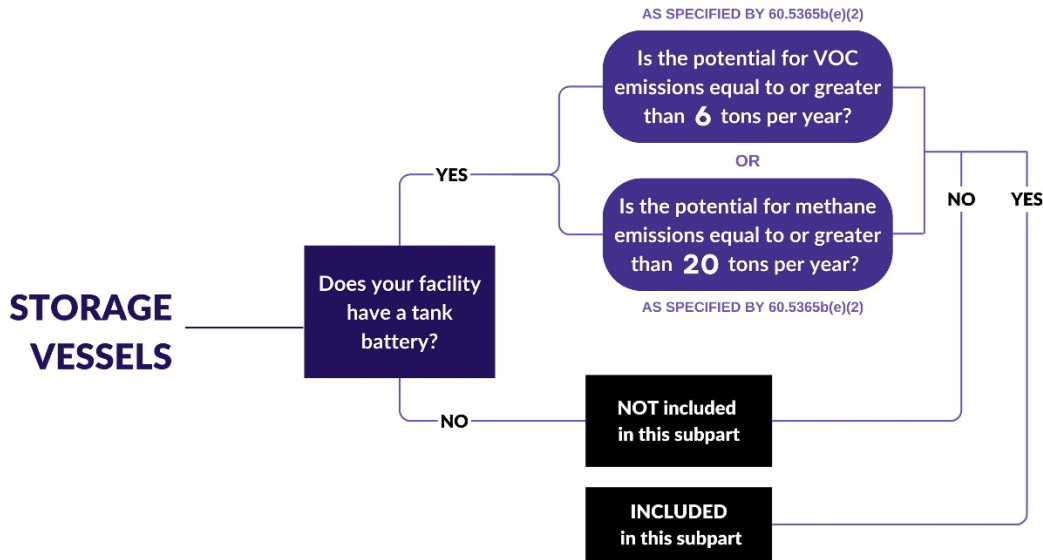 AS SPECIFIED BY 60.5365b(e)(2)
Is the potential for VOC
emissions equal to or greater
than 6 tons per year?
OR
Is the potential for methane
emissions equal to or greater
than 20 tons per year?
AS SPECIFIED BY 60.5365b(e)(2)
YES
NO
YES
STORAGE
VESSELS
Does your facility
have a tank
battery?
NO
NOT included
in this subpart
INCLUDED
in this subpart